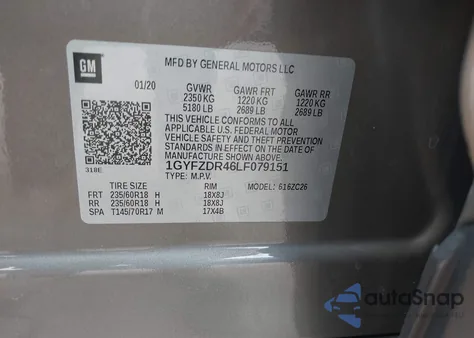 GM
MFD BY GENERAL MOTORS LLC
01/20
GVWR GAWR FRT GAWR RR
2350 KG 1220 KG 1220 KG
5180 LB 2689 LB 2689 LB
THIS VEHICLE CONFORMS TO ALL
APPLICABLE U.S. FEDERAL MOTOR
VEHICLE SAFETY AND THEFT PREVENTION
STANDARDS IN EFFECT ON THE DATE OF
MANUFACTURE SHOWN ABOVE.
318E
1GYFZDR46LF079151
TYPE: M.P.V. MODEL: 616ZC26
TIRE SIZE RIM
FRT 235/60R18 H 18X8J
RR 235/60R18 H 18X8J
SPA T145/70R17 M 17X4B
autoSnap